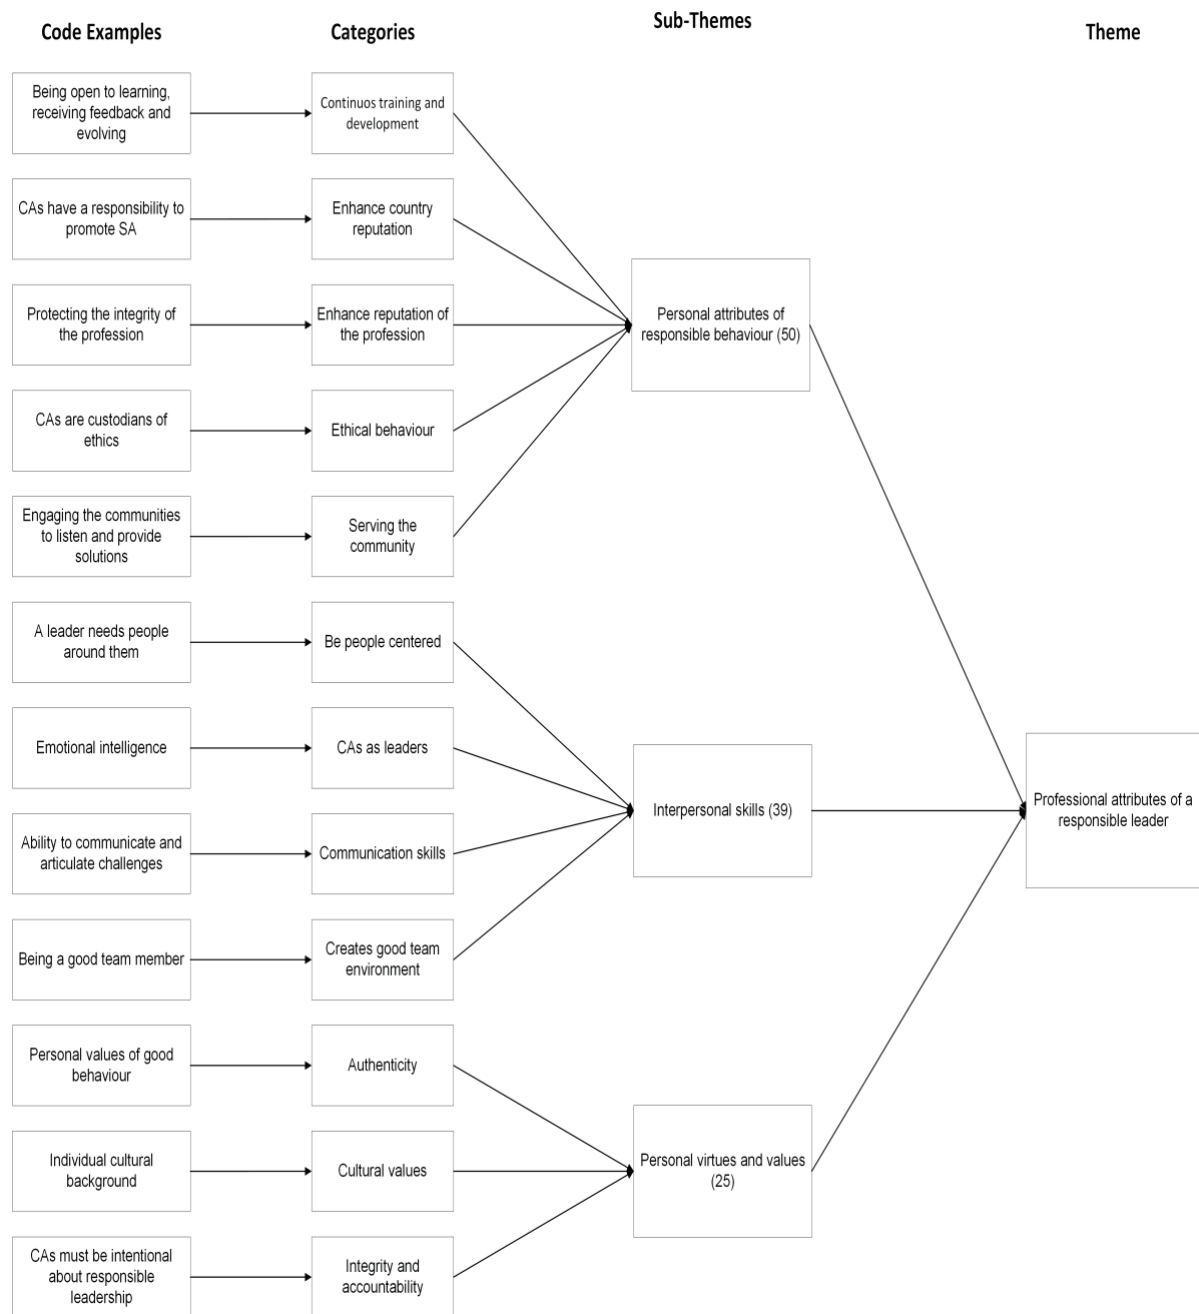 Code Examples
Categories
Sub-Themes
Theme
Being open to learning,
receiving feedback and
evolving
Continuos training and
development
CAs have a responsibility to
promote SA
Enhance country
reputation
Protecting the integrity of
the profession
Enhance reputation of
the profession
Personal attributes of
responsible behaviour (50)
CAs are custodians of
ethics
Ethical behaviour
Engaging the communities
to listen and provide
solutions
Serving the
community
A leader needs people
around them
Be people centered
Emotional intelligence
CAs as leaders
Interpersonal skills (39)
Professional attributes of a
responsible leader
Ability to communicate and
articulate challenges
Communication skills
Being a good team member
Creates good team
environment
Personal values of good
behaviour
Authenticity
Individual cultural
background
Cultural values
Personal virtues and values
(25)
CAs must be intentional
about responsible
leadership
Integrity and
accountability